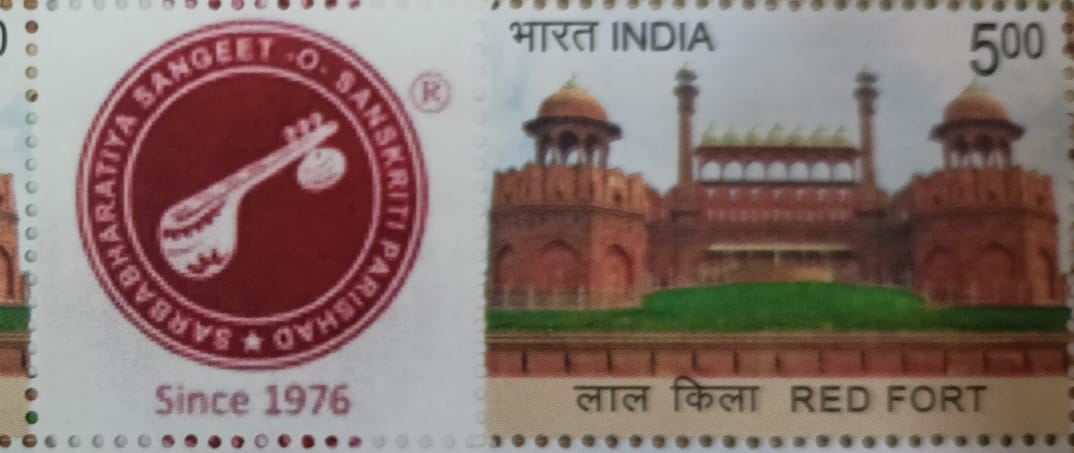 SARBABHARATIYA SANGEET -O- SANSKRITI PARISHAD ★
®
Since 1976
भारत INDIA
500
लाल किला RED FORT